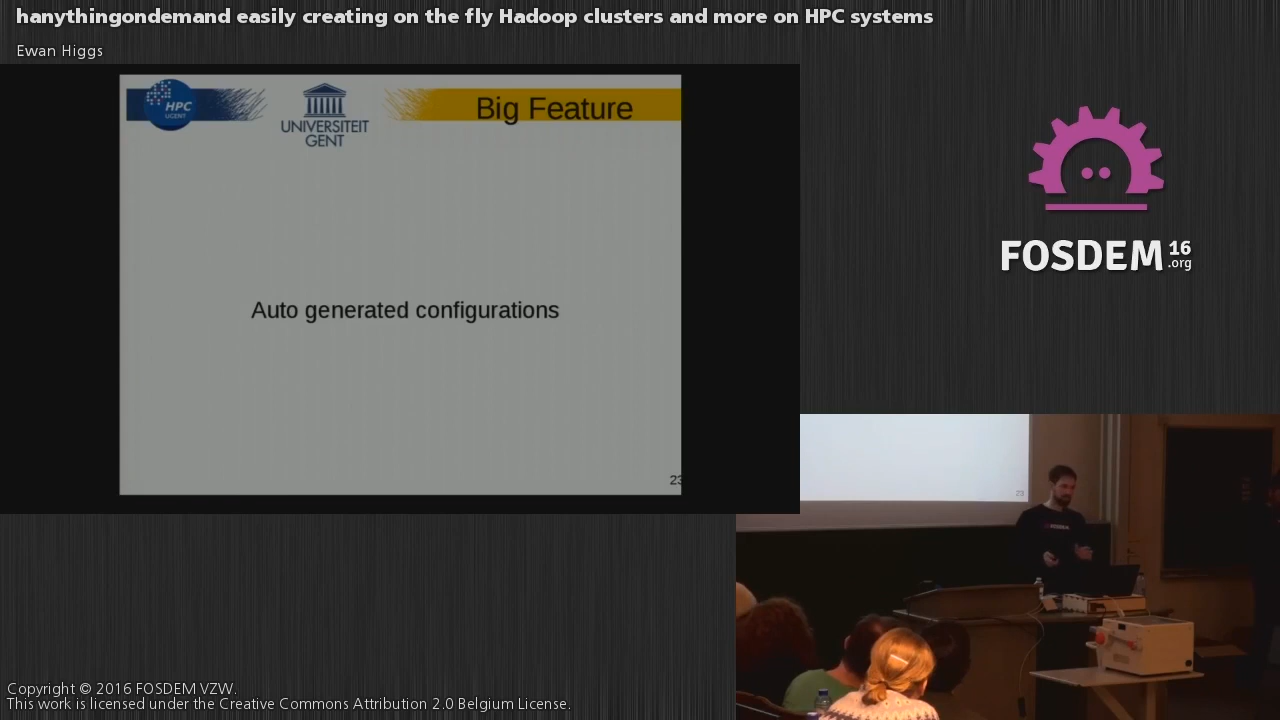 hanythingondemand easily creating on the fly Hadoop clusters and more on HPC systems
Ewan Higgs
HPC
UGENT
UNIVERSITEIT
GENT
Big Feature
Auto generated configurations
23
FOSDEM 16
.org
23
Copyright © 2016 FOSDEM VZW.
This work is licensed under the Creative Commons Attribution 2.0 Belgium License.